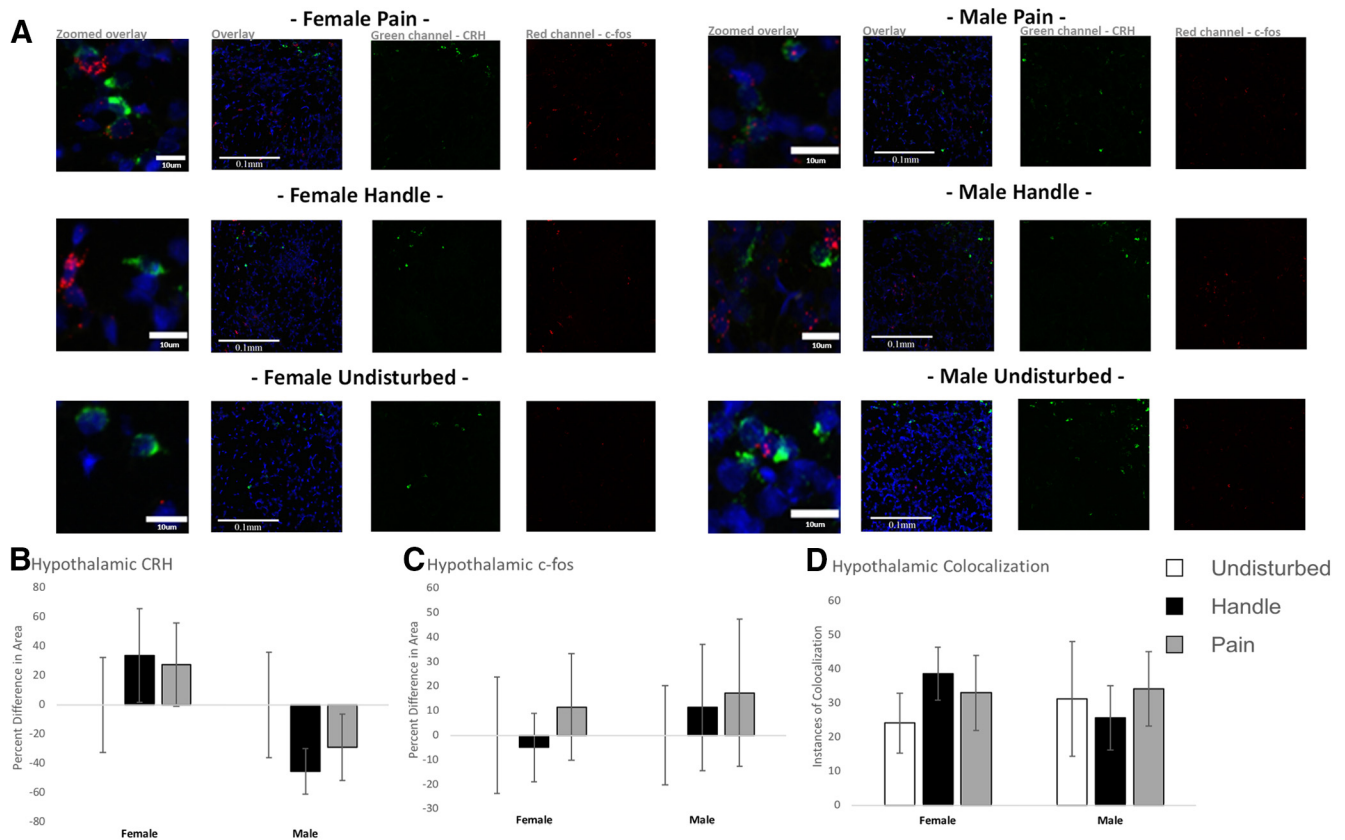 A
- Female Pain -
- Male Pain -
Zoomed overlay Overlay Green channel - CRH Red channel - c-fos
Zoomed overlay Overlay Green channel - CRH Red channel - c-fos
10um 0.1mm
10um 0.1mm
- Female Handle -
- Male Handle -
10um 0.1mm
10um 0.1mm
- Female Undisturbed -
- Male Undisturbed -
10um 0.1mm
10um 0.1mm
B Hypothalamic CRH
Percent Difference in Area
80
60
40
20
0
-20
-40
-60
-80
Female Male
C Hypothalamic c-fos
Percent Difference in Area
60
50
40
30
20
10
0
-10
-20
-30
Female Male
D Hypothalamic Colocalization
Instances of Colocalization
60
50
40
30
20
10
0
Female Male
Undisturbed
Handle
Pain